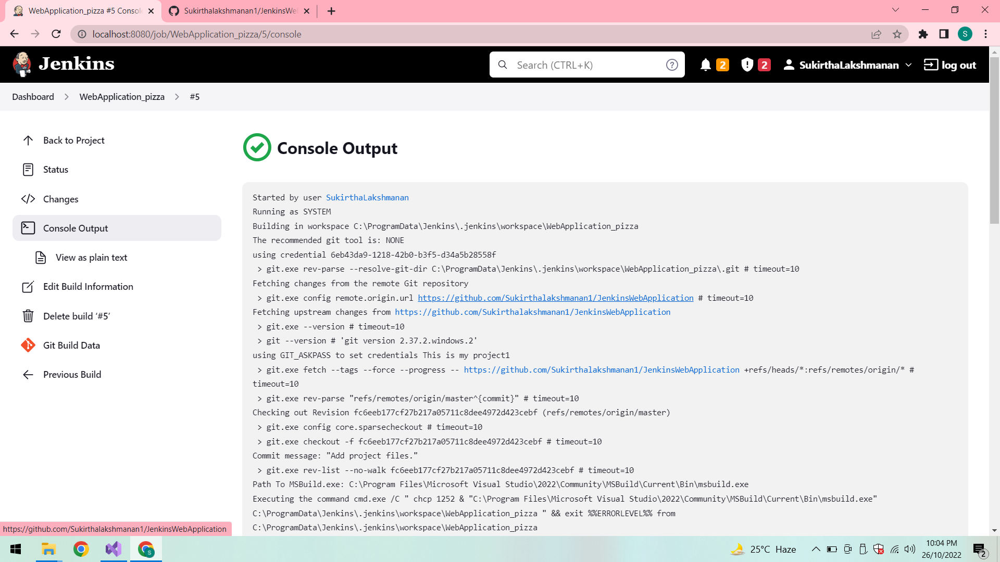 WebApplication_pizza #5 Consol
Sukirthalakshmanan1/JenkinsWe
localhost:8080/job/WebApplication_pizza/5/console
S
Jenkins
Search (CTRL+K)
?
2
2
SukirthaLakshmanan
log out
Dashboard
WebApplication_pizza
#5
Back to Project
Status
Changes
Console Output
View as plain text
Edit Build Information
Delete build ‘#5’
Git Build Data
Previous Build
Console Output
Started by user SukirthaLakshmanan
Running as SYSTEM
Building in workspace C:\ProgramData\Jenkins\.jenkins\workspace\WebApplication_pizza
The recommended git tool is: NONE
using credential 6eb43da9-1218-42b0-b3f5-d34a5b28558f
> git.exe rev-parse --resolve-git-dir C:\ProgramData\Jenkins\.jenkins\workspace\WebApplication_pizza\.git # timeout=10
Fetching changes from the remote Git repository
> git.exe config remote.origin.url https://github.com/Sukirthalakshmanan1/JenkinsWebApplication # timeout=10
Fetching upstream changes from https://github.com/Sukirthalakshmanan1/JenkinsWebApplication
> git.exe --version # timeout=10
> git --version # 'git version 2.37.2.windows.2'
using GIT_ASKPASS to set credentials This is my project1
> git.exe fetch --tags --force --progress -- https://github.com/Sukirthalakshmanan1/JenkinsWebApplication +refs/heads/*:refs/remotes/origin/* #
timeout=10
> git.exe rev-parse "refs/remotes/origin/master^{commit}" # timeout=10
Checking out Revision fc6eeb177cf27b217a05711c8dee4972d423cebf (refs/remotes/origin/master)
> git.exe config core.sparsecheckout # timeout=10
> git.exe checkout -f fc6eeb177cf27b217a05711c8dee4972d423cebf # timeout=10
Commit message: "Add project files."
> git.exe rev-list --no-walk fc6eeb177cf27b217a05711c8dee4972d423cebf # timeout=10
Path To MSBuild.exe: C:\Program Files\Microsoft Visual Studio\2022\Community\MSBuild\Current\Bin\msbuild.exe
Executing the command cmd.exe /C " chcp 1252 & "C:\Program Files\Microsoft Visual Studio\2022\Community\MSBuild\Current\Bin\msbuild.exe"
C:\ProgramData\Jenkins\.jenkins\workspace\WebApplication_pizza " && exit %%ERRORLEVEL%% from
C:\ProgramData\Jenkins\.jenkins\workspace\WebApplication_pizza
https://github.com/Sukirthalakshmanan1/JenkinsWebApplication
S
25°C Haze
10:04 PM
26/10/2022
2